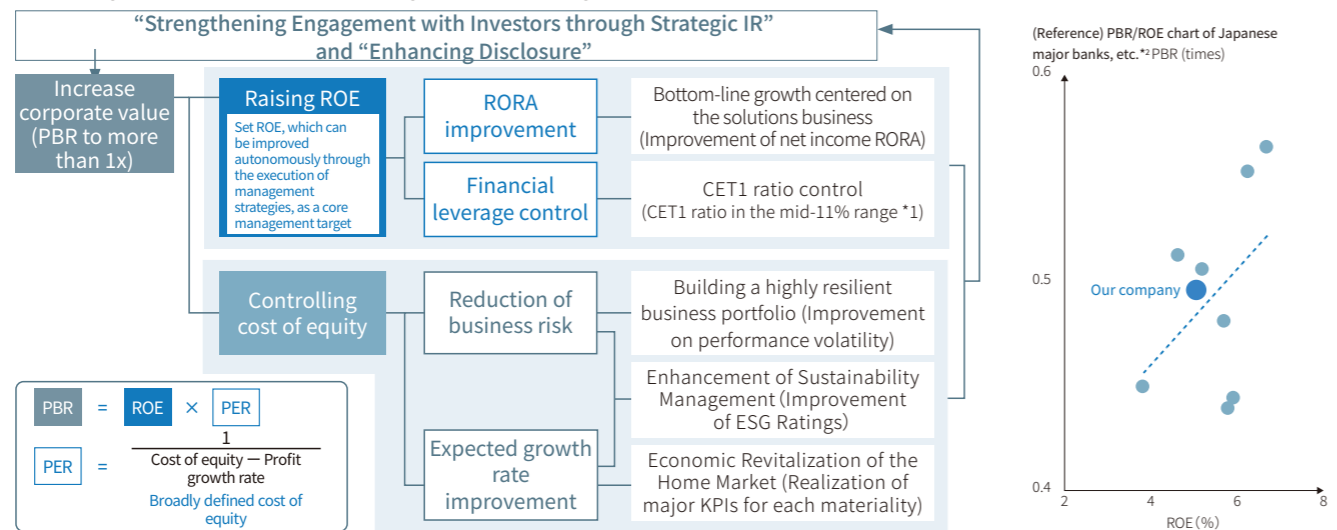 “Strengthening Engagement with Investors through Strategic IR”
and “Enhancing Disclosure”
Increase
corporate value
(PBR to more
than 1x)
Raising ROE
Set ROE, which can
be improved
autonomously through
the execution of
management
strategies, as a core
management target
RORA
improvement
Bottom-line growth centered on
the solutions business
(Improvement of net income RORA)
Financial
leverage control
CET1 ratio control
(CET1 ratio in the mid-11% range *1)
Controlling
cost of equity
Reduction of
business risk
Building a highly resilient
business portfolio (Improvement
on performance volatility)
Enhancement of Sustainability
Management (Improvement
of ESG Ratings)
Expected growth
rate
improvement
Economic Revitalization of the
Home Market (Realization of
major KPIs for each materiality)
PBR = ROE × PER
PER =
1
Cost of equity — Profit
growth rate
Broadly defined cost of
equity
(Reference) PBR/ROE chart of Japanese
major banks, etc.*2 PBR (times)
0.6
0.5
Our company
0.4
2 4 6 8
ROE (%)